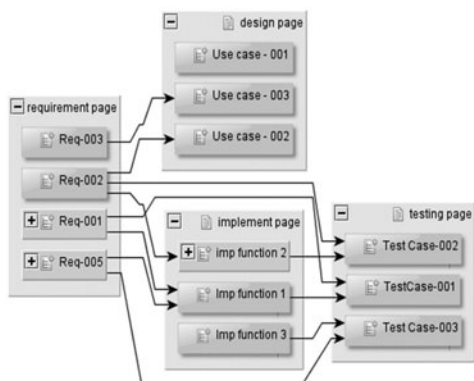 design page
Use case - 001
Use case - 003
Use case - 002
requirement page
Req-003
Req-002
Req-001
Req-005
implement page
imp function 2
Imp function 1
Imp function 3
testing page
Test Case-002
TestCase-001
Test Case-003